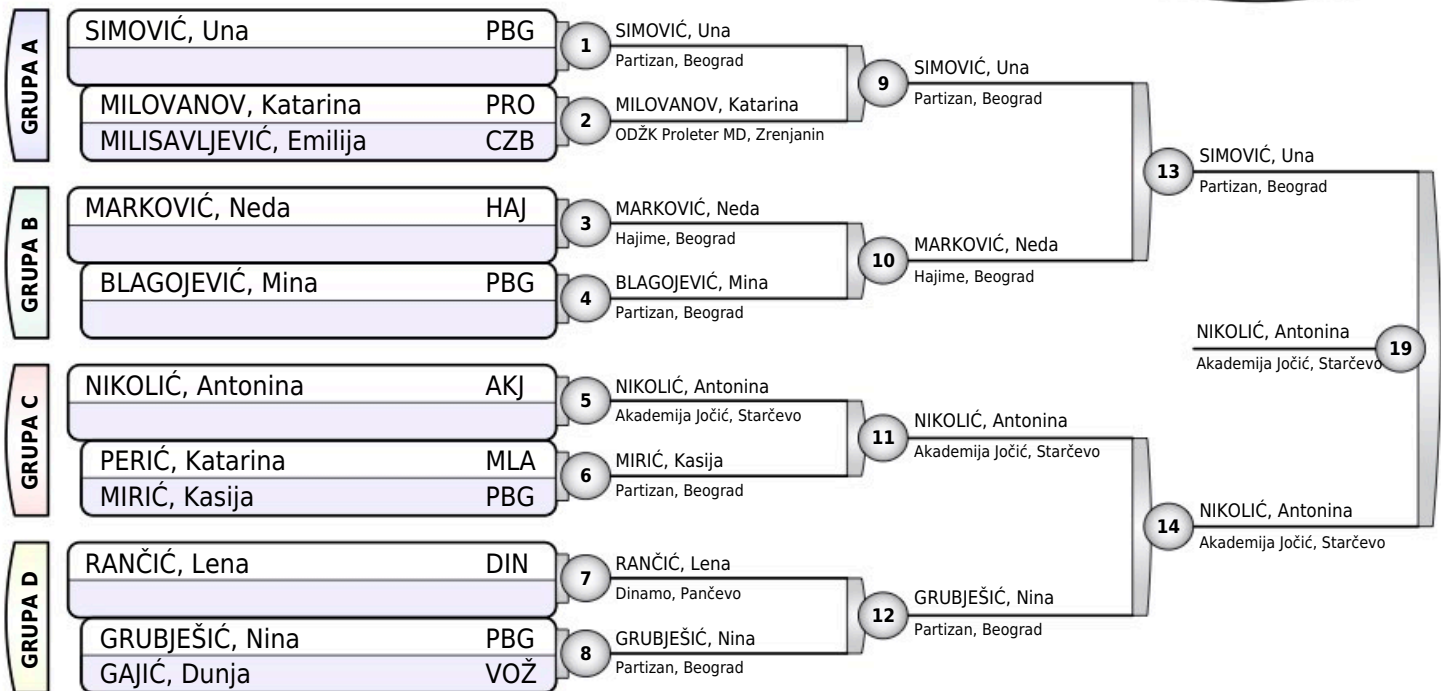 GRUPA A
SIMOVIĆ, Una PBG
MILOVANOV, Katarina PRO
MILISAVLJEVIĆ, Emilija CZB
GRUPA B
MARKOVIĆ, Neda HAJ
BLAGOJEVIĆ, Mina PBG
GRUPA C
NIKOLIĆ, Antonina AKJ
PERIĆ, Katarina MLA
MIRIĆ, Kasija PBG
GRUPA D
RANČIĆ, Lena DIN
GRUBJEŠIĆ, Nina PBG
GAJIĆ, Dunja VOŽ
1
SIMOVIĆ, Una
Partizan, Beograd
2
MILOVANOV, Katarina
ODŽK Proleter MD, Zrenjanin
3
MARKOVIĆ, Neda
Hajime, Beograd
4
BLAGOJEVIĆ, Mina
Partizan, Beograd
5
NIKOLIĆ, Antonina
Akademija Jočić, Starčevo
6
MIRIĆ, Kasija
Partizan, Beograd
7
RANČIĆ, Lena
Dinamo, Pančevo
8
GRUBJEŠIĆ, Nina
Partizan, Beograd
9
SIMOVIĆ, Una
Partizan, Beograd
10
MARKOVIĆ, Neda
Hajime, Beograd
11
NIKOLIĆ, Antonina
Akademija Jočić, Starčevo
12
GRUBJEŠIĆ, Nina
Partizan, Beograd
13
SIMOVIĆ, Una
Partizan, Beograd
14
NIKOLIĆ, Antonina
Akademija Jočić, Starčevo
NIKOLIĆ, Antonina
Akademija Jočić, Starčevo
19